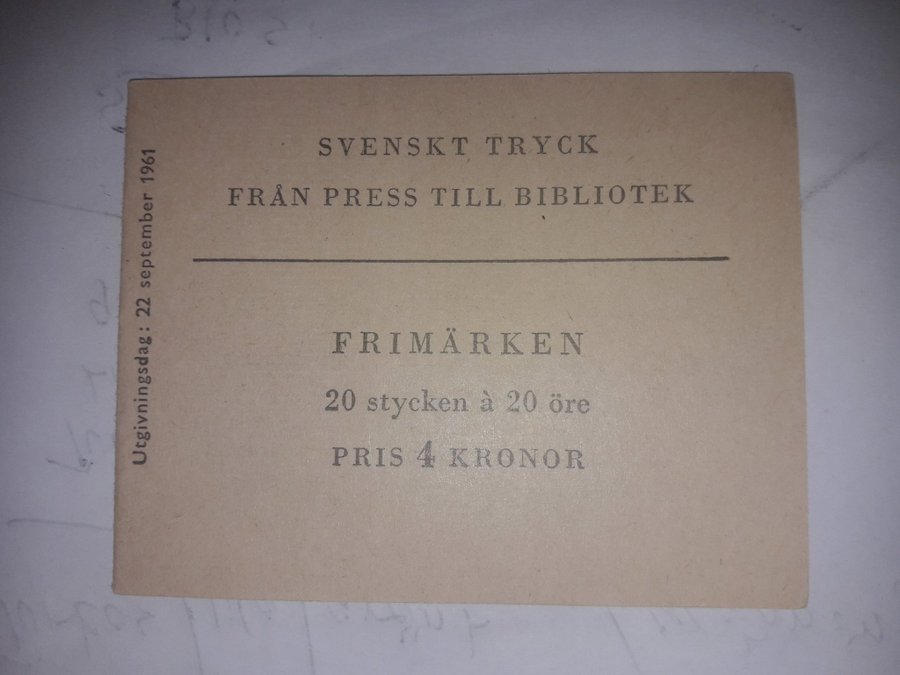 SVENSKT TRYCK
FRÅN PRESS TILL BIBLIOTEK
FRIMÄRKEN
20 stycken à 20 öre
PRIS 4 KRONOR
Utgivningsdag: 22 september 1961